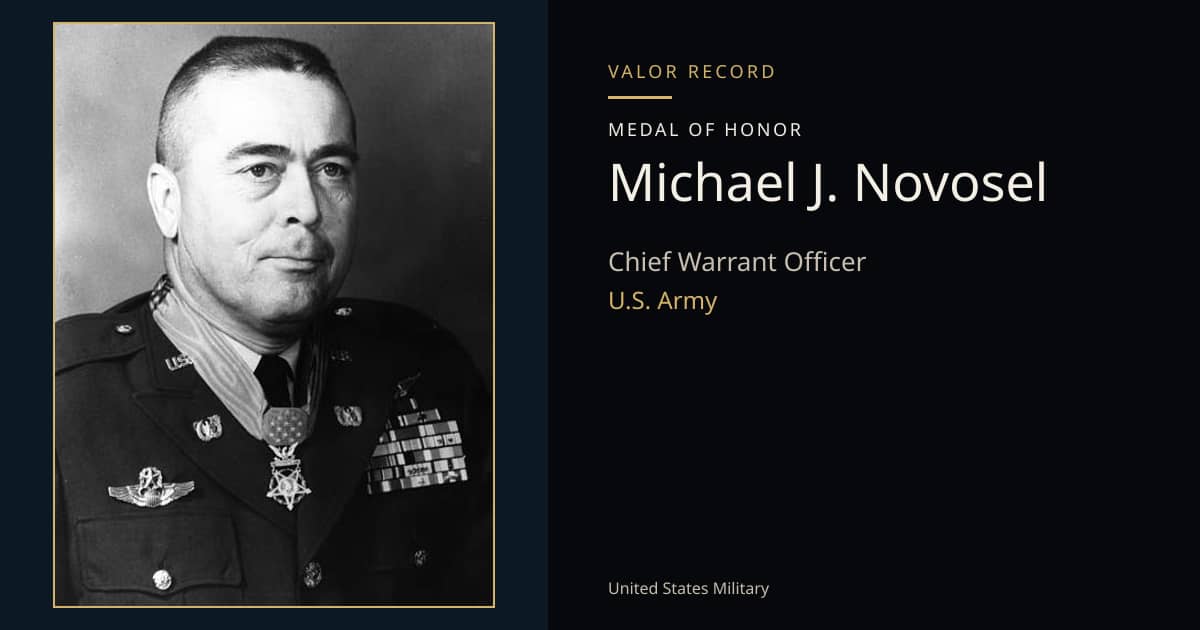 VALOR RECORD
MEDAL OF HONOR
Michael J. Novosel
Chief Warrant Officer
U.S. Army
United States Military
U.S.